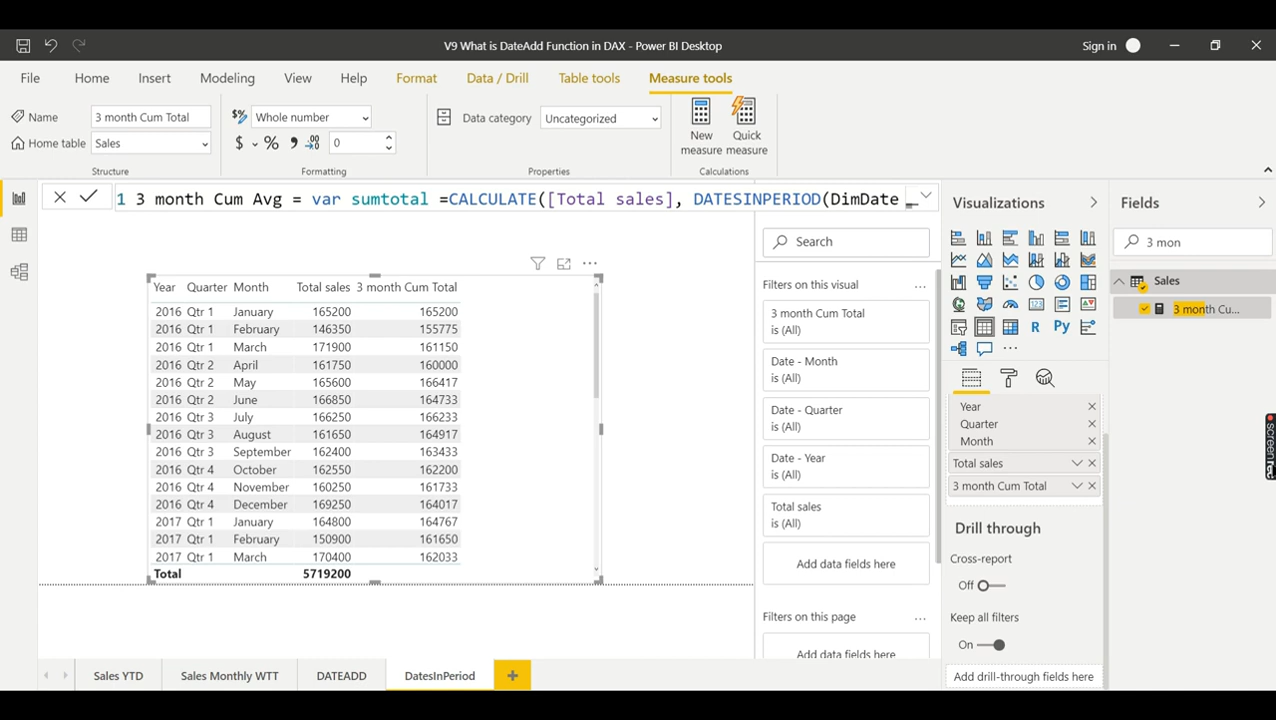 V9 What is DateAdd Function in DAX - Power BI Desktop
Sign in
File Home Insert Modeling View Help Format Data / Drill Table tools Measure tools
Name 3 month Cum Total
Home table Sales
Structure
Whole number
$ % 9 .00 0
Formatting
Data category Uncategorized
Properties
New measure
Quick measure
Calculations
1 3 month Cum Avg = var sumtotal =CALCULATE([Total sales], DATESINPERIOD(DimDate
Year Quarter Month Total sales 3 month Cum Total
2016 Qtr 1 January 165200 165200
2016 Qtr 1 February 146350 155775
2016 Qtr 1 March 171900 161150
2016 Qtr 2 April 161750 160000
2016 Qtr 2 May 165600 166417
2016 Qtr 2 June 166850 164733
2016 Qtr 3 July 166250 166233
2016 Qtr 3 August 161650 164917
2016 Qtr 3 September 162400 163433
2016 Qtr 4 October 162550 162200
2016 Qtr 4 November 160250 161733
2016 Qtr 4 December 169250 164017
2017 Qtr 1 January 164800 164767
2017 Qtr 1 February 150900 161650
2017 Qtr 1 March 170400 162033
Total 5719200
Search
Filters on this visual ...
3 month Cum Total
is (All)
Date - Month
is (All)
Date - Quarter
is (All)
Date - Year
is (All)
Total sales
is (All)
Add data fields here
Filters on this page ...
Add data fields here
Visualizations
R Py
...
Year
Quarter
Month
Total sales
3 month Cum Total
Drill through
Cross-report
Off
Keep all filters
On
Add drill-through fields here
Fields
3 mon
Sales
3 month Cu...
Sales YTD Sales Monthly WTT DATEADD DatesInPeriod +